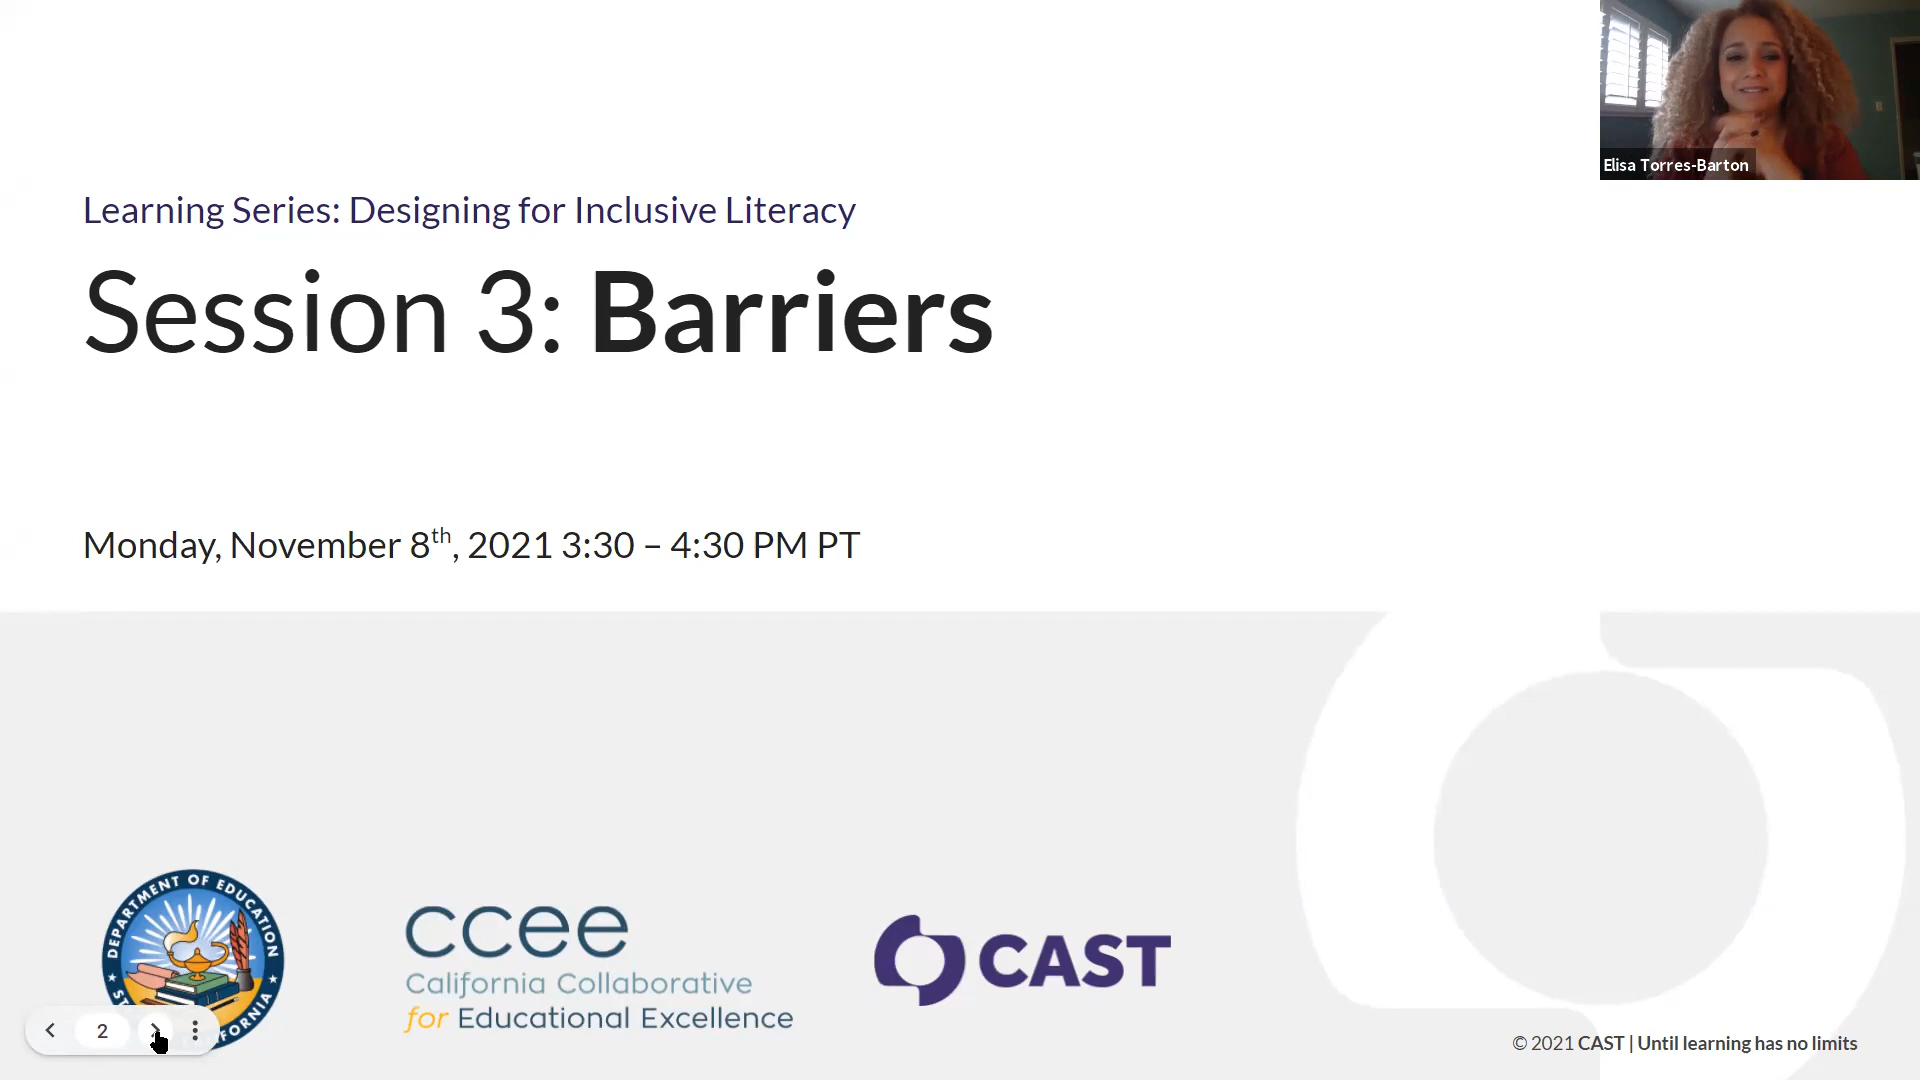 Elisa Torres-Barton
Learning Series: Designing for Inclusive Literacy
Session 3: Barriers
Monday, November 8th, 2021 3:30 – 4:30 PM PT
DEPARTMENT OF EDUCATION
ccee
California Collaborative
for Educational Excellence
CAST
2
© 2021 CAST | Until learning has no limits